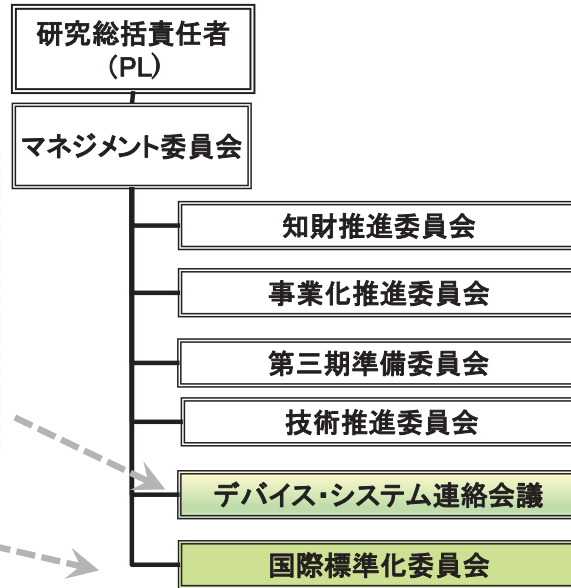 研究総括責任者
(PL)
マネジメント委員会
知財推進委員会
事業化推進委員会
第三期準備委員会
技術推進委員会
デバイス・システム連絡会議
国際標準化委員会